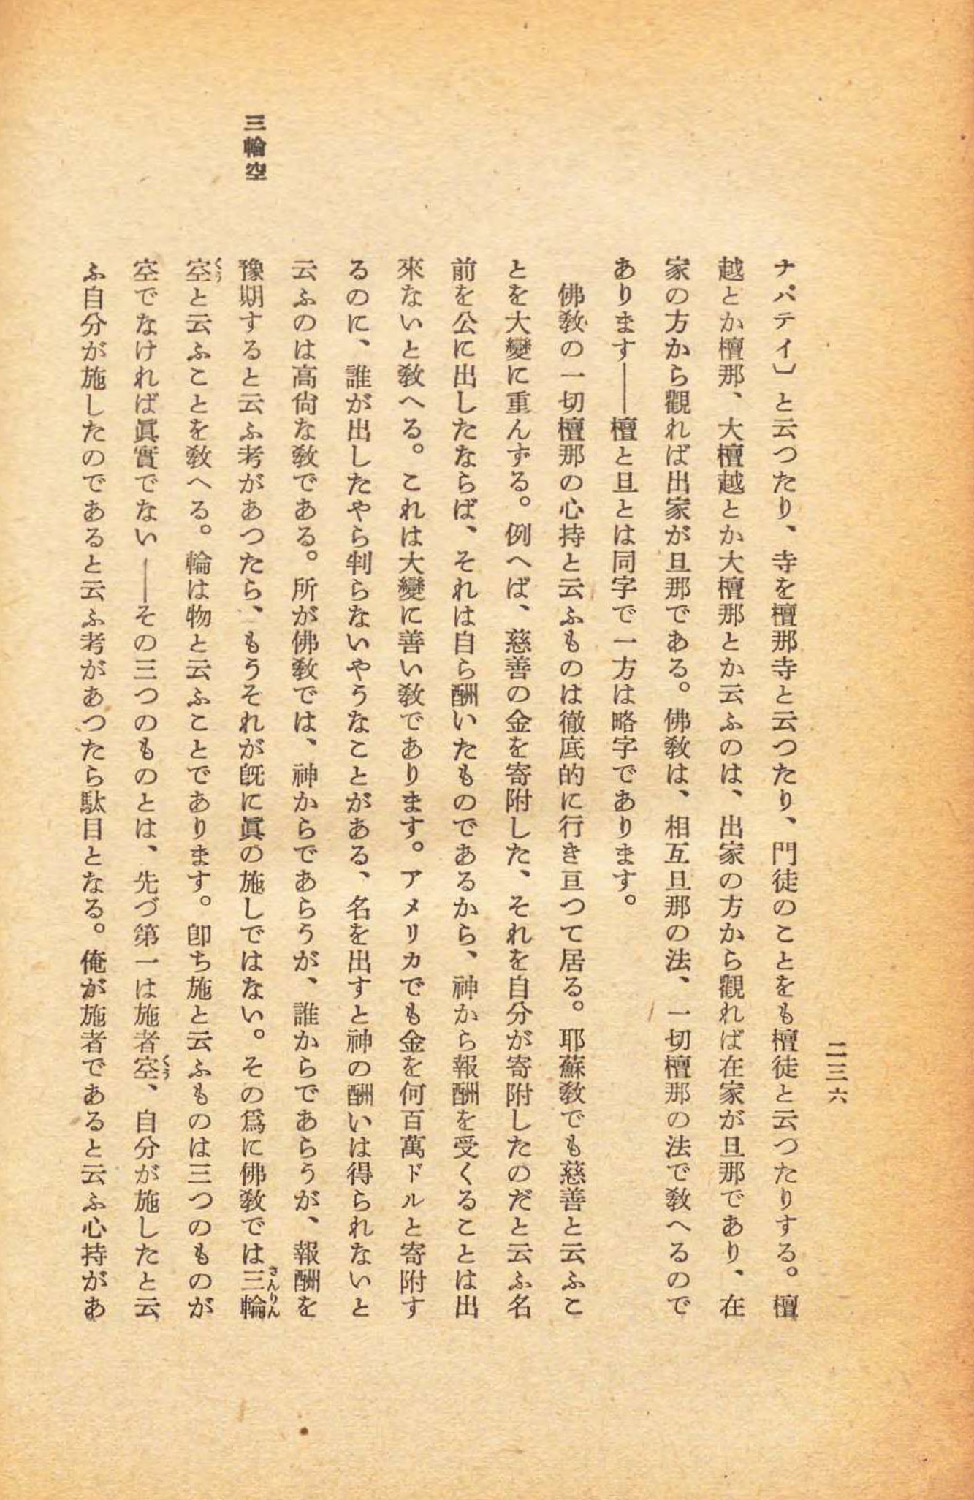 二三六
ナパテイ〕と云つたり、寺を檀那寺と云つたり、門徒のことをも檀徒と云つたりする。檀
越とか檀那、大檀越とか大檀那とか云ふのは、出家の方から觀れば在家が旦那であり、在
家の方から觀れば出家が旦那である。佛敎は、相互旦那の法、一切檀那の法で敎へるので
あります——檀と旦とは同字で一方は略字であります。
佛敎の一切檀那の心持と云ふものは徹底的に行き亘つて居る。耶蘇敎でも慈善と云ふこ
とを大變に重んずる。例へば、慈善の金を寄附した、それを自分が寄附したのだと云ふ名
前を公に出したならば、それは自ら酬いたものであるから、神から報酬を受くることは出
來ないと敎へる。これは大變に善い敎であります。アメリカでも金を何百萬ドルと寄附す
るのに、誰が出したやら判らないやうなことがある、名を出すと神の酬いは得られないと
云ふのは高尙な敎である。所が佛敎では、神からであらうが、誰からであらうが、報酬を
三輪空
豫期すると云ふ考があつたら、もうそれが旣に眞の施しではない。その爲に佛敎では三輪
さんりん
空と云ふことを敎へる。輪は物と云ふことであります。卽ち施と云ふものは三つのものが
くう
空でなければ眞實でない——その三つのものとは、先づ第一は施者空、自分が施したと云
くう
ふ自分が施したのであると云ふ考があつたら駄目となる。俺が施者であると云ふ心持があ